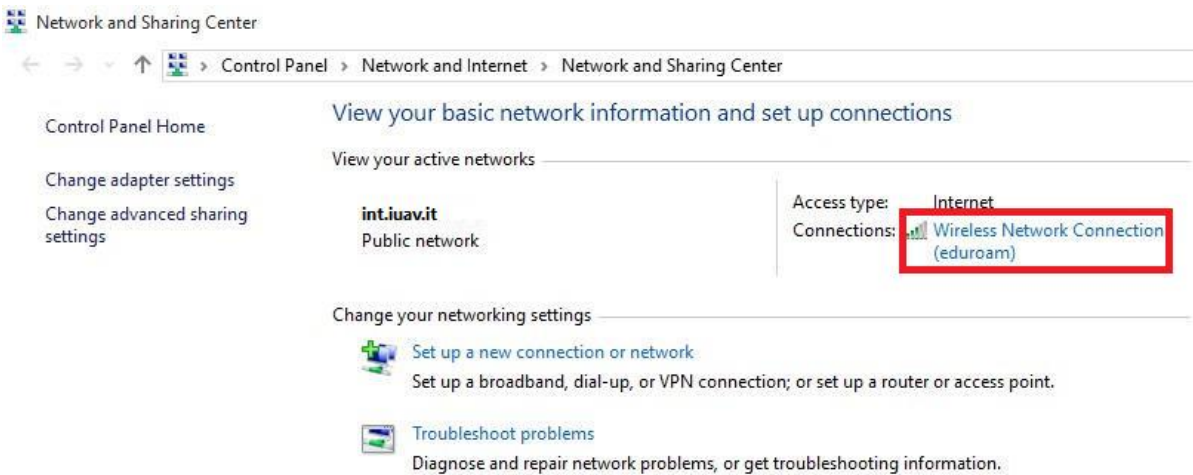 Network and Sharing Center
Control Panel > Network and Internet > Network and Sharing Center
Control Panel Home
Change adapter settings
Change advanced sharing
settings
View your basic network information and set up connections
View your active networks
int.iuav.it
Public network
Access type: Internet
Connections: Wireless Network Connection
(eduroam)
Change your networking settings
Set up a new connection or network
Set up a broadband, dial-up, or VPN connection; or set up a router or access point.
Troubleshoot problems
Diagnose and repair network problems, or get troubleshooting information.